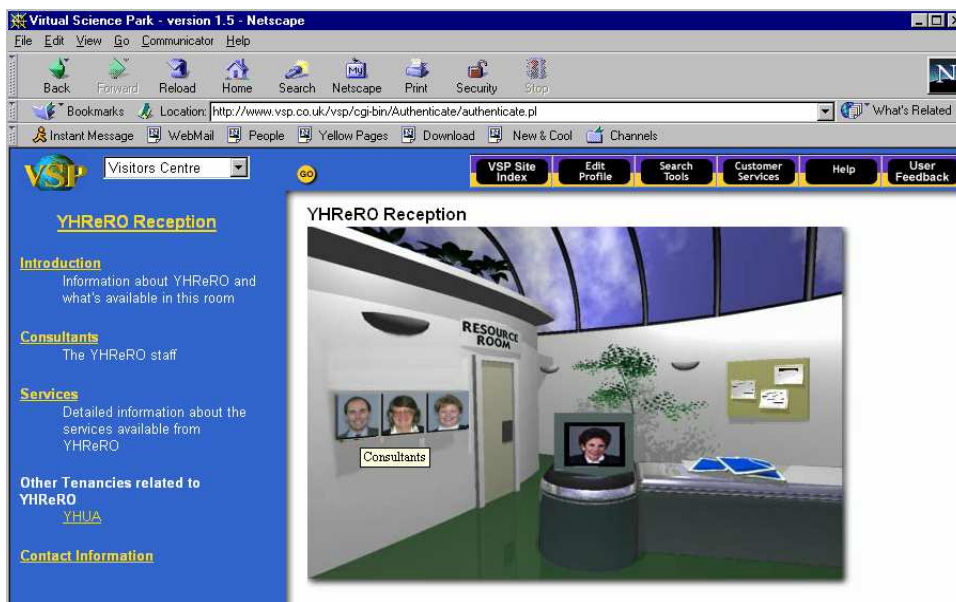 Virtual Science Park - version 1.5 - Netscape
File Edit View Go Communicator Help
Back Forward Reload Home Search Netscape Print Security Stop
My
N
Bookmarks Location: http://www.vsp.co.uk/vsp/cgi-bin/Authenticate/authenticate.pl What's Related
Instant Message WebMail People Yellow Pages Download New & Cool Channels
VSP Visitors Centre GO
VSP Site Index
Edit Profile
Search Tools
Customer Services
Help
User Feedback
YHReRO Reception
Introduction
Information about YHReRO and
what's available in this room
Consultants
The YHReRO staff
Services
Detailed information about the
services available from
YHReRO
Other Tenancies related to
YHReRO
YHUA
Contact Information
YHReRO Reception
RESOURCE
ROOM
Consultants